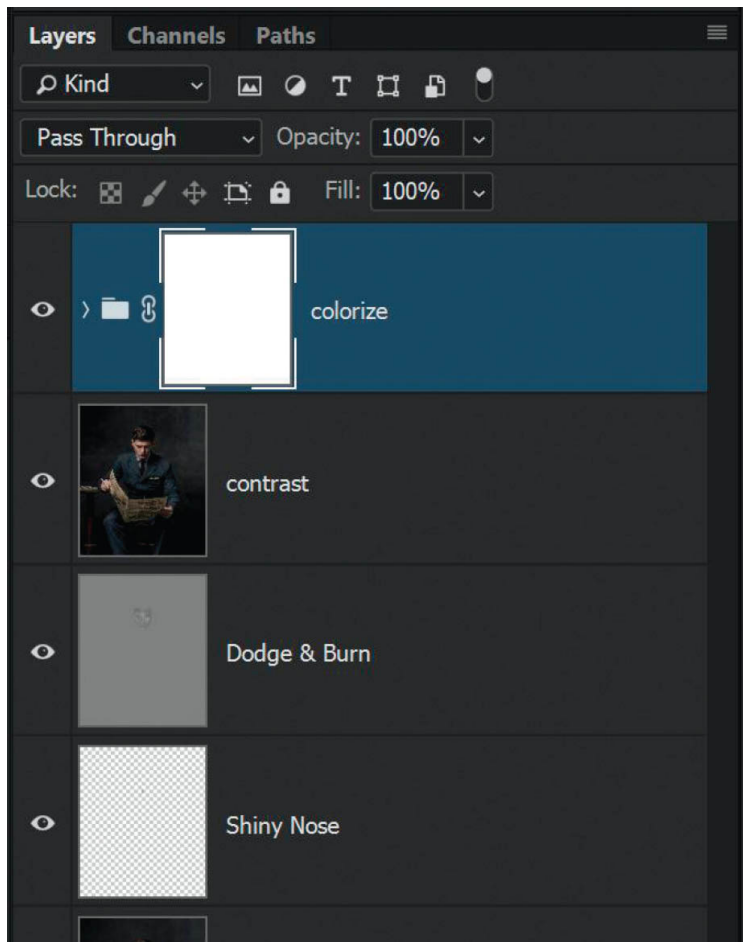 Layers Channels Paths
Kind
Pass Through Opacity: 100%
Lock: Fill: 100%
colorize
contrast
Dodge & Burn
Shiny Nose